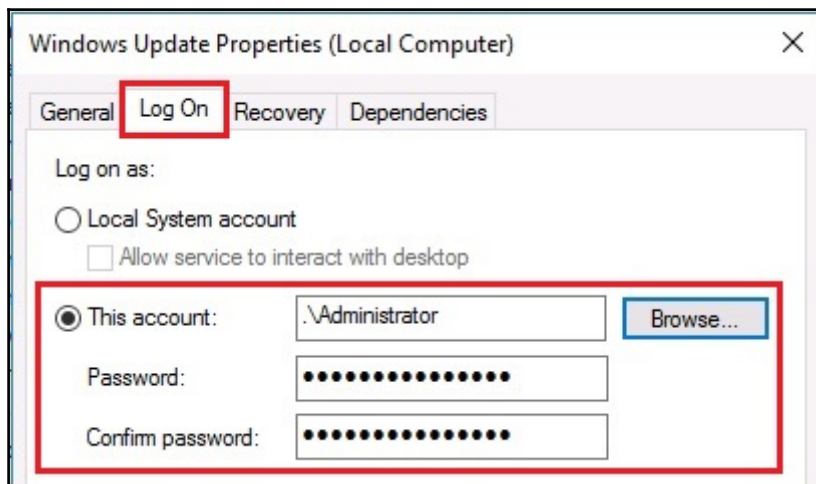 Windows Update Properties (Local Computer)
General Log On Recovery Dependencies
Log on as:
Local System account
Allow service to interact with desktop
This account: .\Administrator Browse...
Password: •••••••••••••••
Confirm password: •••••••••••••••